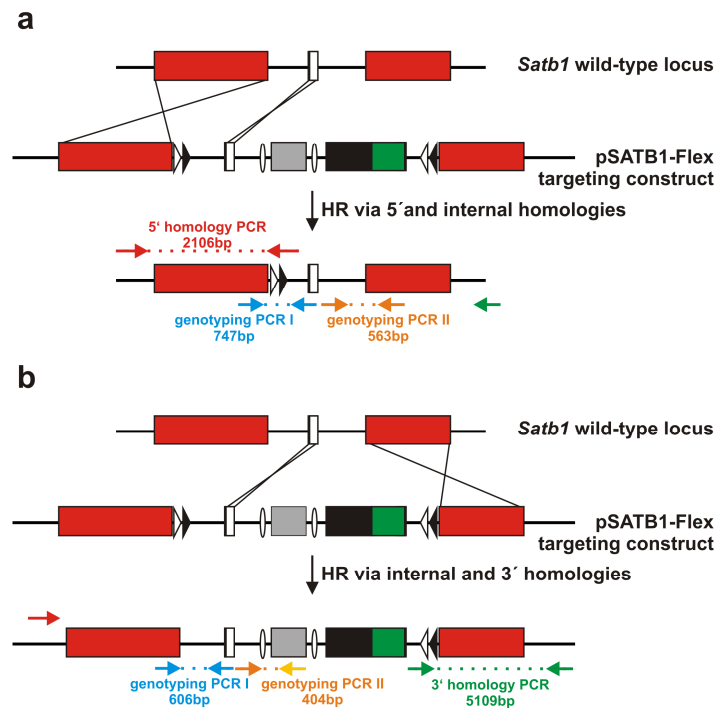 a
Satb1 wild-type locus
pSATB1-Flex
targeting construct
HR via 5´and internal homologies
5‘ homology PCR
2106bp
genotyping PCR I
747bp
genotyping PCR II
563bp
b
Satb1 wild-type locus
pSATB1-Flex
targeting construct
HR via internal and 3´ homologies
genotyping PCR I
606bp
genotyping PCR II
404bp
3‘ homology PCR
5109bp